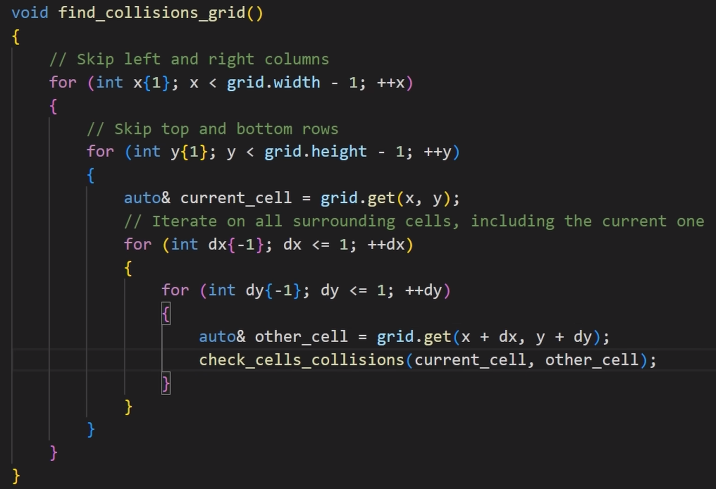 void find_collisions_grid()
{
    // Skip left and right columns
    for (int x{1}; x < grid.width - 1; ++x)
    {
        // Skip top and bottom rows
        for (int y{1}; y < grid.height - 1; ++y)
        {
            auto& current_cell = grid.get(x, y);
            // Iterate on all surrounding cells, including the current one
            for (int dx{-1}; dx <= 1; ++dx)
            {
                for (int dy{-1}; dy <= 1; ++dy)
                {
                    auto& other_cell = grid.get(x + dx, y + dy);
                    check_cells_collisions(current_cell, other_cell);
                }
            }
        }
    }
}